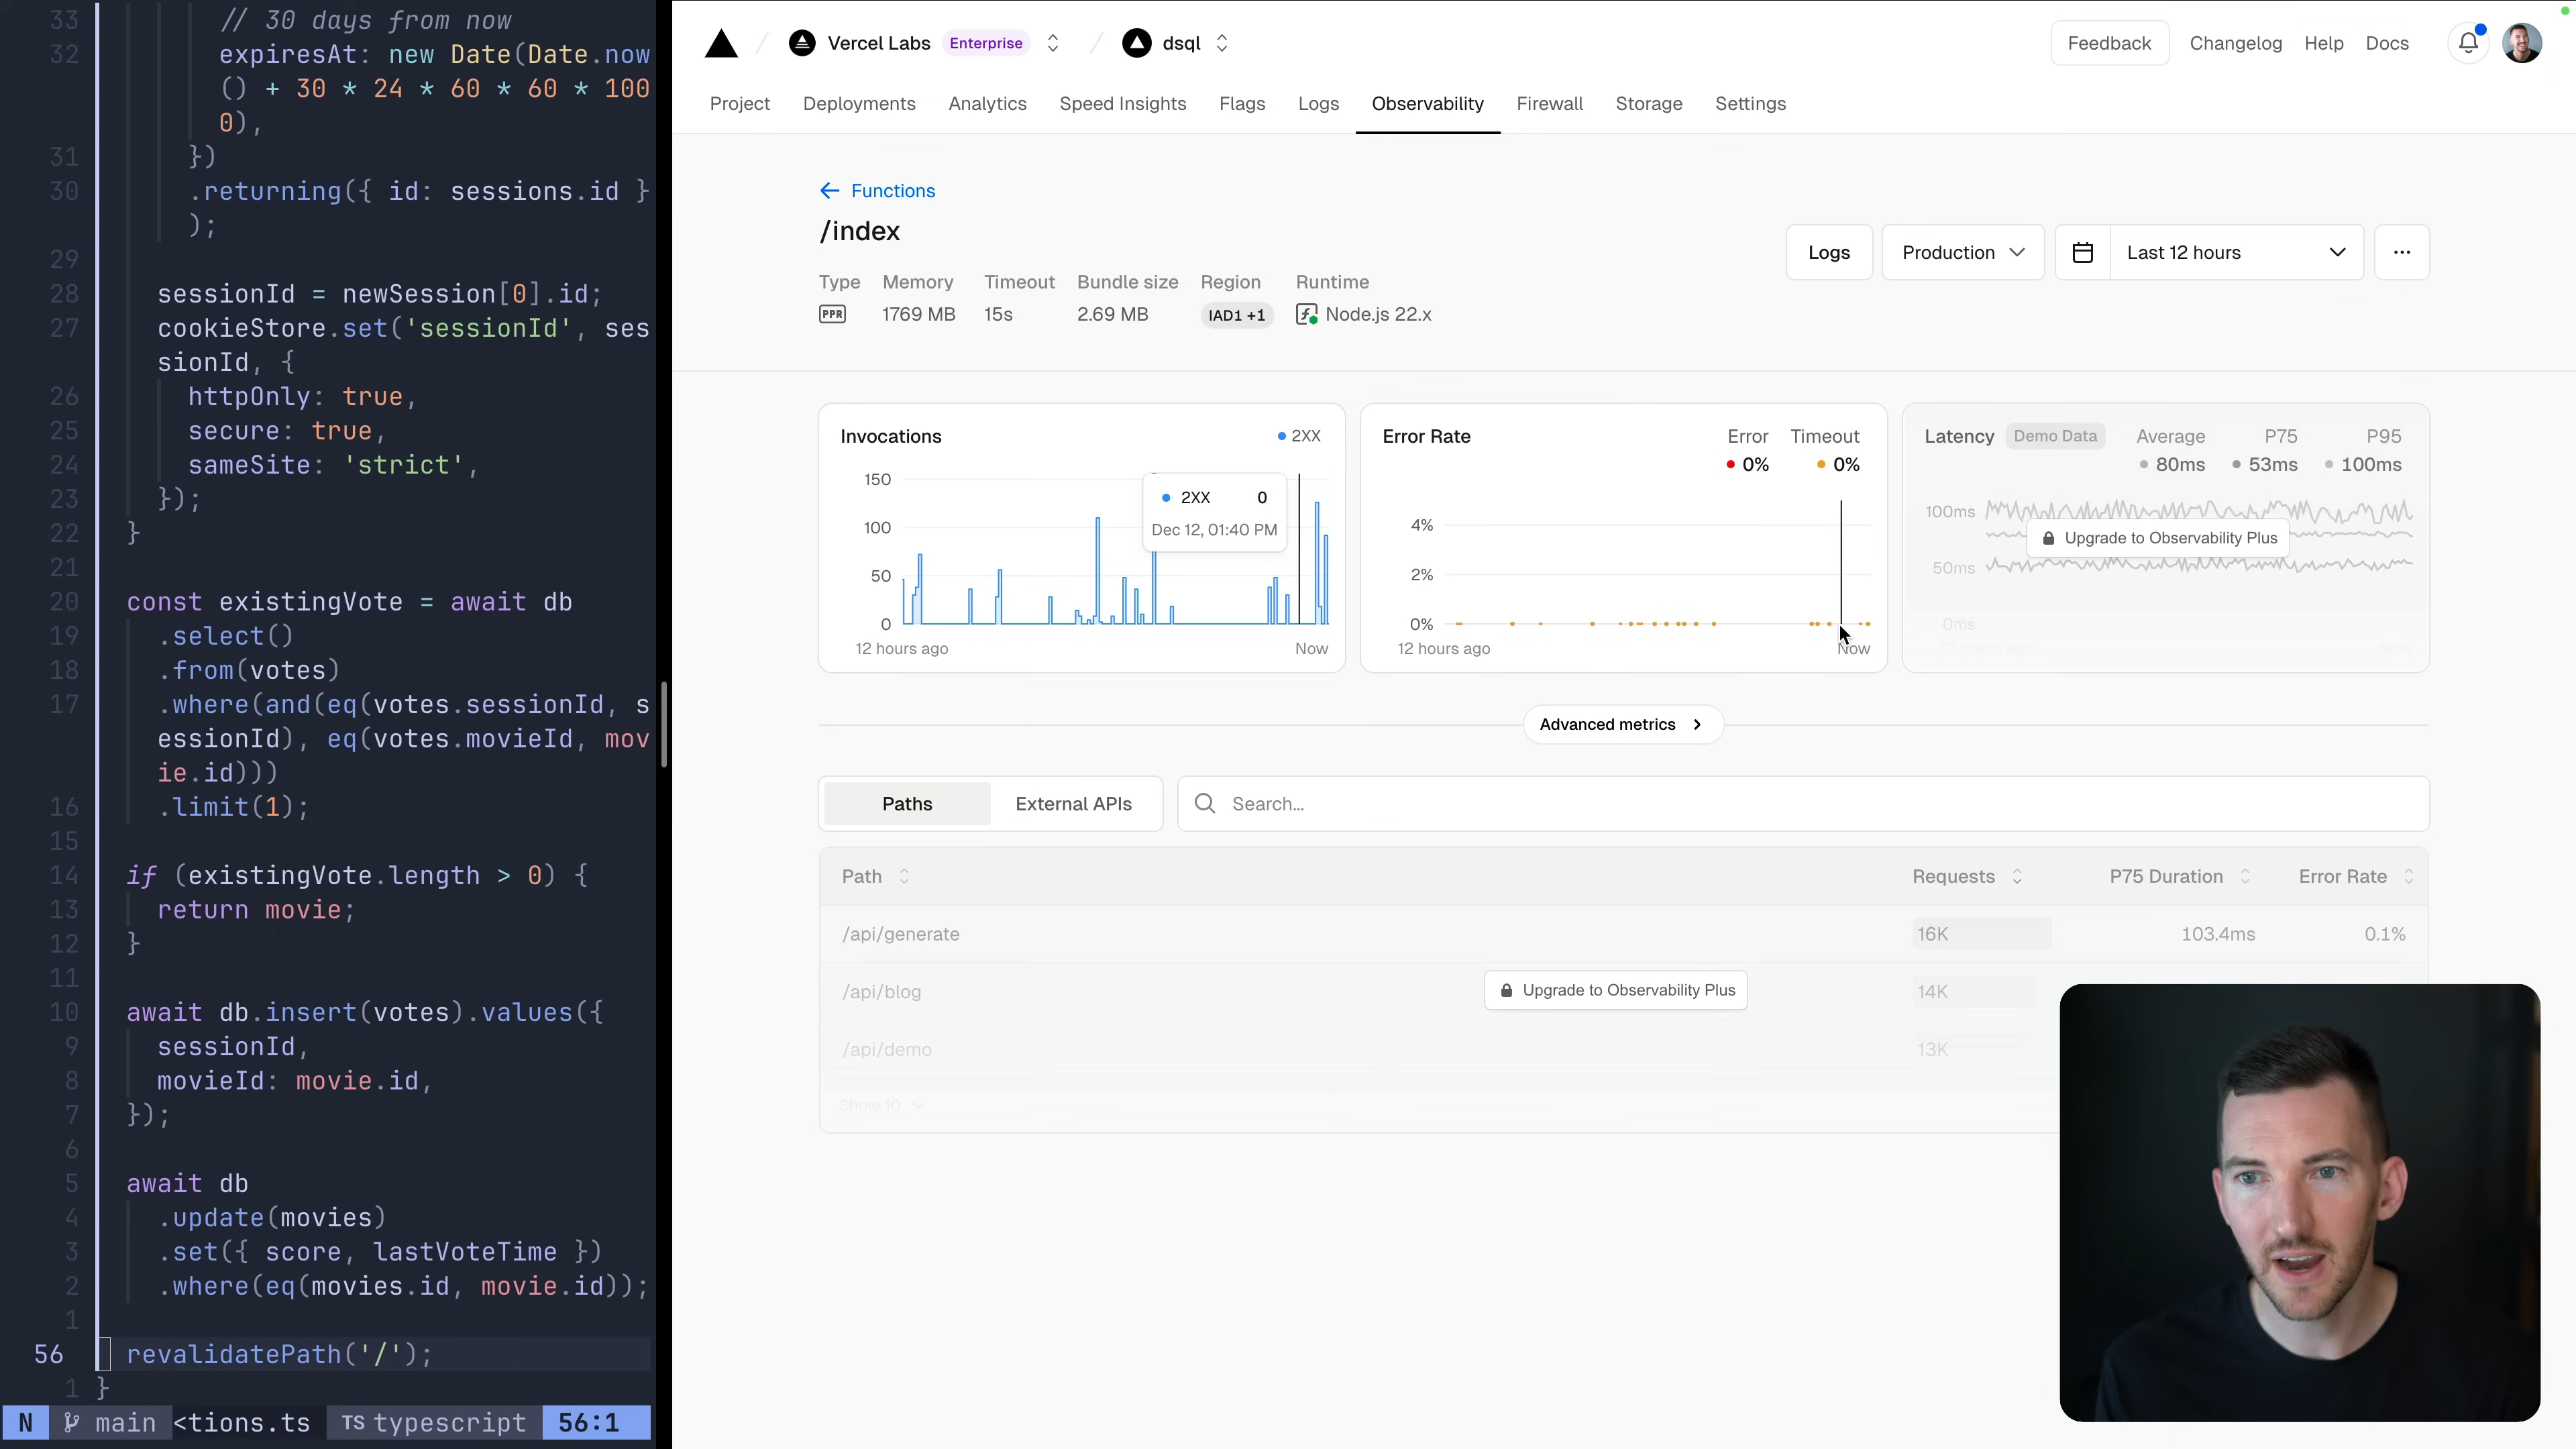 33 // 30 days from now
32 expiresAt: new Date(Date.now
() + 30 * 24 * 60 * 60 * 100
0),
31 })
30 .returning({ id: sessions.id }
);
29
28 sessionId = newSession[0].id;
27 cookieStore.set('sessionId', ses
sionId, {
26 httpOnly: true,
25 secure: true,
24 sameSite: 'strict',
23 });
22 }
21
20 const existingVote = await db
19 .select()
18 .from(votes)
17 .where(and(eq(votes.sessionId, s
essionId), eq(votes.movieId, mov
ie.id)))
16 .limit(1);
15
14 if (existingVote.length > 0) {
13 return movie;
12 }
11
10 await db.insert(votes).values({
9 sessionId,
8 movieId: movie.id,
7 });
6
5 await db
4 .update(movies)
3 .set({ score, lastVoteTime })
2 .where(eq(movies.id, movie.id));
1
56 revalidatePath('/');
1 }
N main <tions.ts TS typescript 56:1
Vercel Labs Enterprise dsql Feedback Changelog Help Docs
Project Deployments Analytics Speed Insights Flags Logs Observability Firewall Storage Settings
← Functions
/index
Type Memory Timeout Bundle size Region Runtime
PPR 1769 MB 15s 2.69 MB IAD1 +1 Node.js 22.x
Logs Production Last 12 hours
Invocations 2XX
150
100
50
0
2XX 0
Dec 12, 01:40 PM
12 hours ago Now
Error Rate Error Timeout
0% 0%
4%
2%
0%
12 hours ago Now
Latency Demo Data Average P75 P95
80ms 53ms 100ms
100ms
Upgrade to Observability Plus
50ms
0ms
12 hours ago Now
Advanced metrics
Paths External APIs Search...
Path Requests P75 Duration Error Rate
/api/generate 16K 103.4ms 0.1%
/api/blog 14K
Upgrade to Observability Plus
/api/demo 13K
Show 10